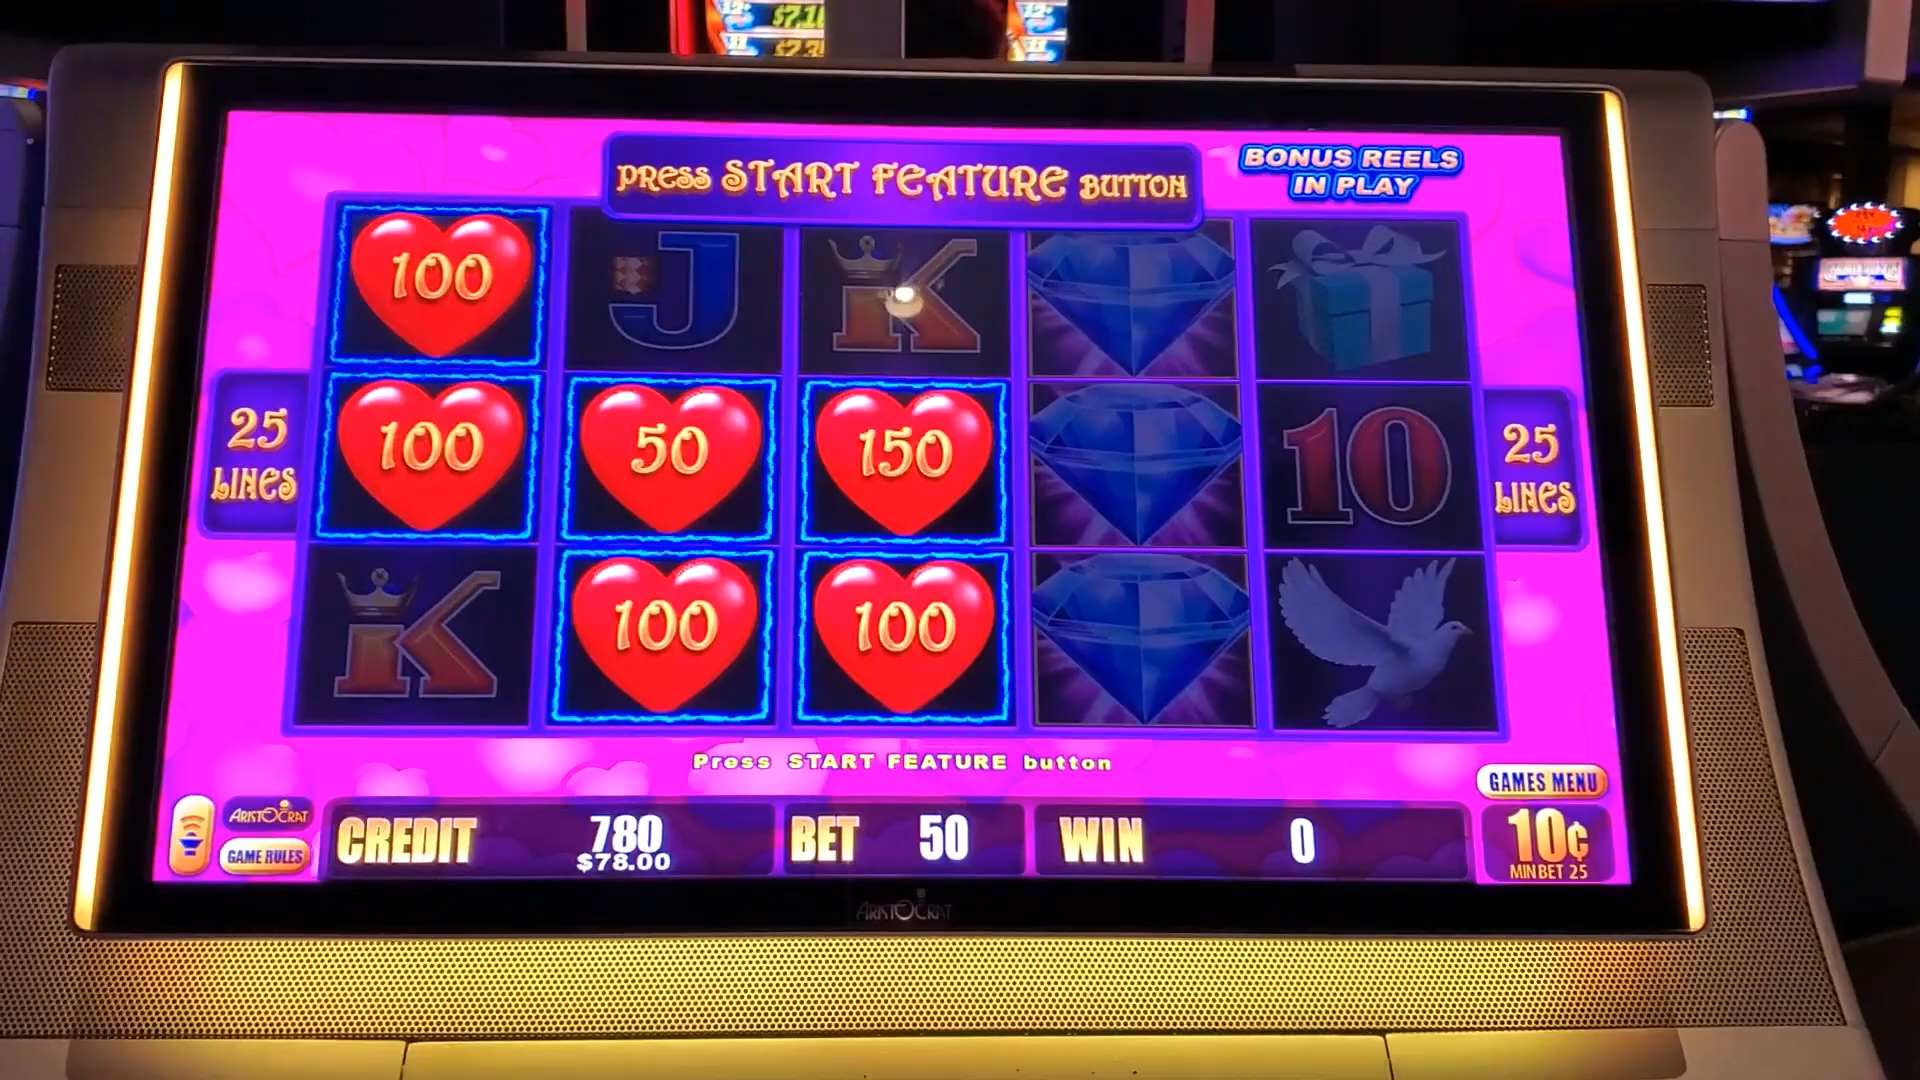 PRESS START FEATURE BUTTON
BONUS REELS
IN PLAY
100
J
K
25
LINES
100
50
150
10
25
LINES
K
100
100
Press START FEATURE button
GAMES MENU
ARISTOCRAT
GAME RULES
CREDIT 780
$78.00
BET 50
WIN 0
10¢
MIN BET 25
ARISTOCRAT